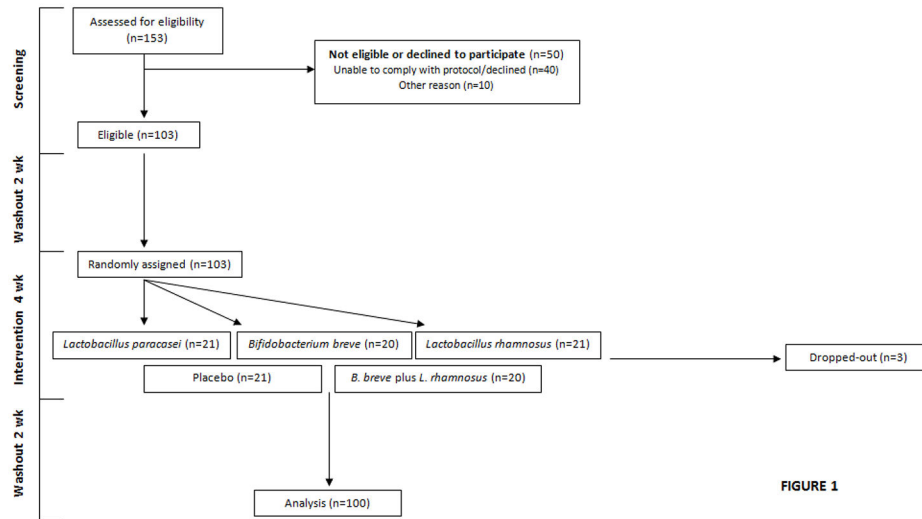 Screening
Assessed for eligibility
(n=153)
Not eligible or declined to participate (n=50)
Unable to comply with protocol/declined (n=40)
Other reason (n=10)
Eligible (n=103)
Washout 2 wk
Randomly assigned (n=103)
Intervention 4 wk
Lactobacillus paracasei (n=21)
Bifidobacterium breve (n=20)
Lactobacillus rhamnosus (n=21)
Dropped-out (n=3)
Placebo (n=21)
B. breve plus L. rhamnosus (n=20)
Washout 2 wk
Analysis (n=100)
FIGURE 1